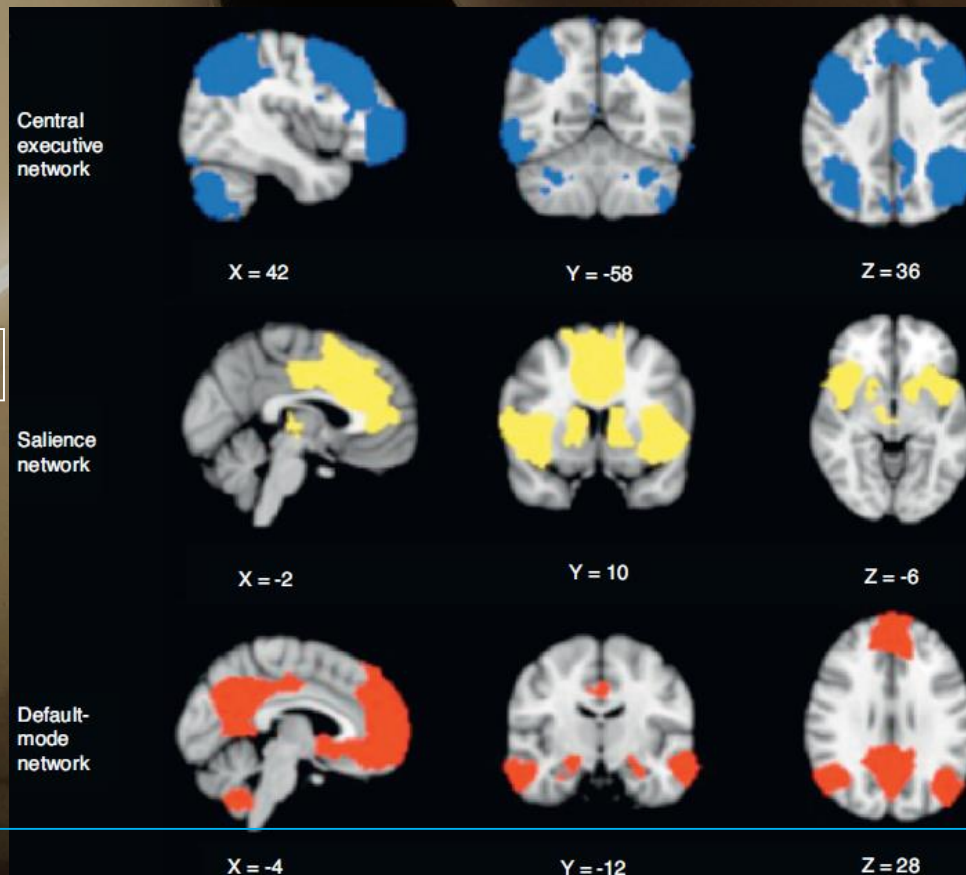 Central
executive
network
X = 42
Y = -58
Z = 36
Salience
network
X = -2
Y = 10
Z = -6
Default-
mode
network
X = -4
Y = -12
Z = 28